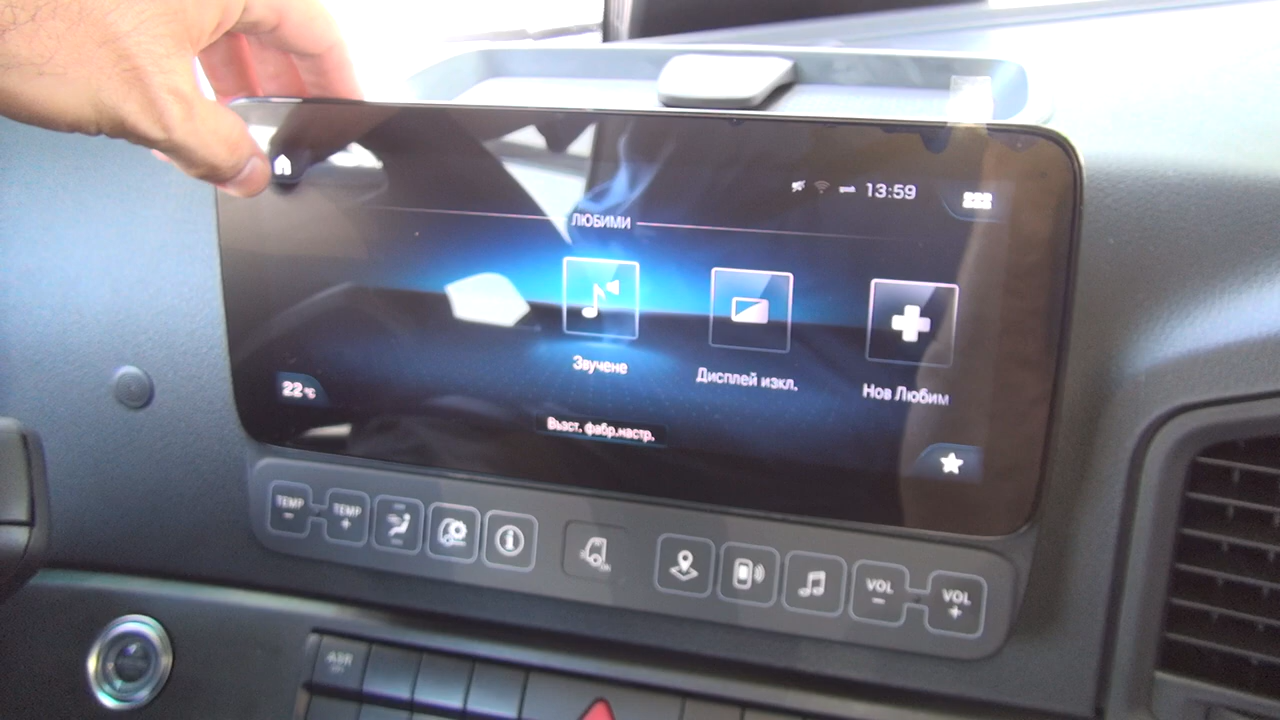 13:59
ЛЮБИМИ
Звучене
Дисплей изкл.
Нов Любим
22 °C
Възст. фабр.настр.
TEMP
−
TEMP
+
VOL
−
VOL
+
ASR